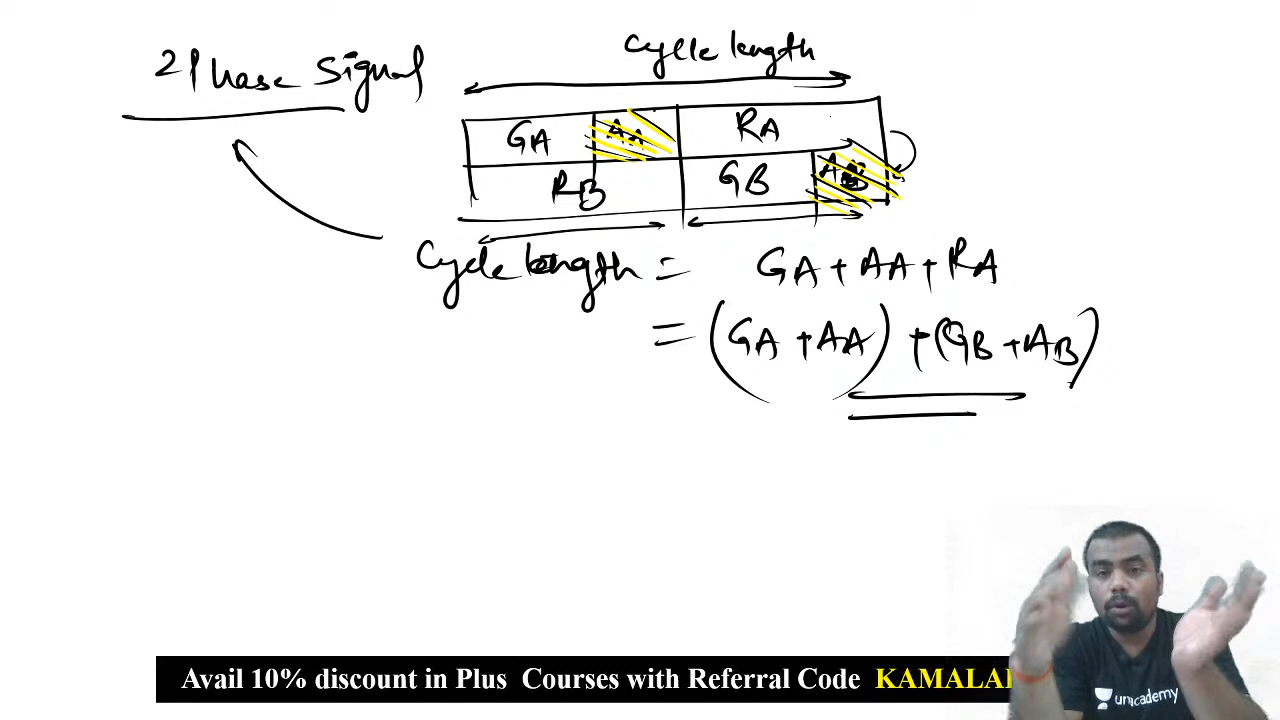 2 Phase Signal
Cycle length
GA AA RA
RB GB AB
Cycle length = GA + AA + RA
= (GA + AA) + (GB + AB)
unacademy
Avail 10% discount in Plus Courses with Referral Code